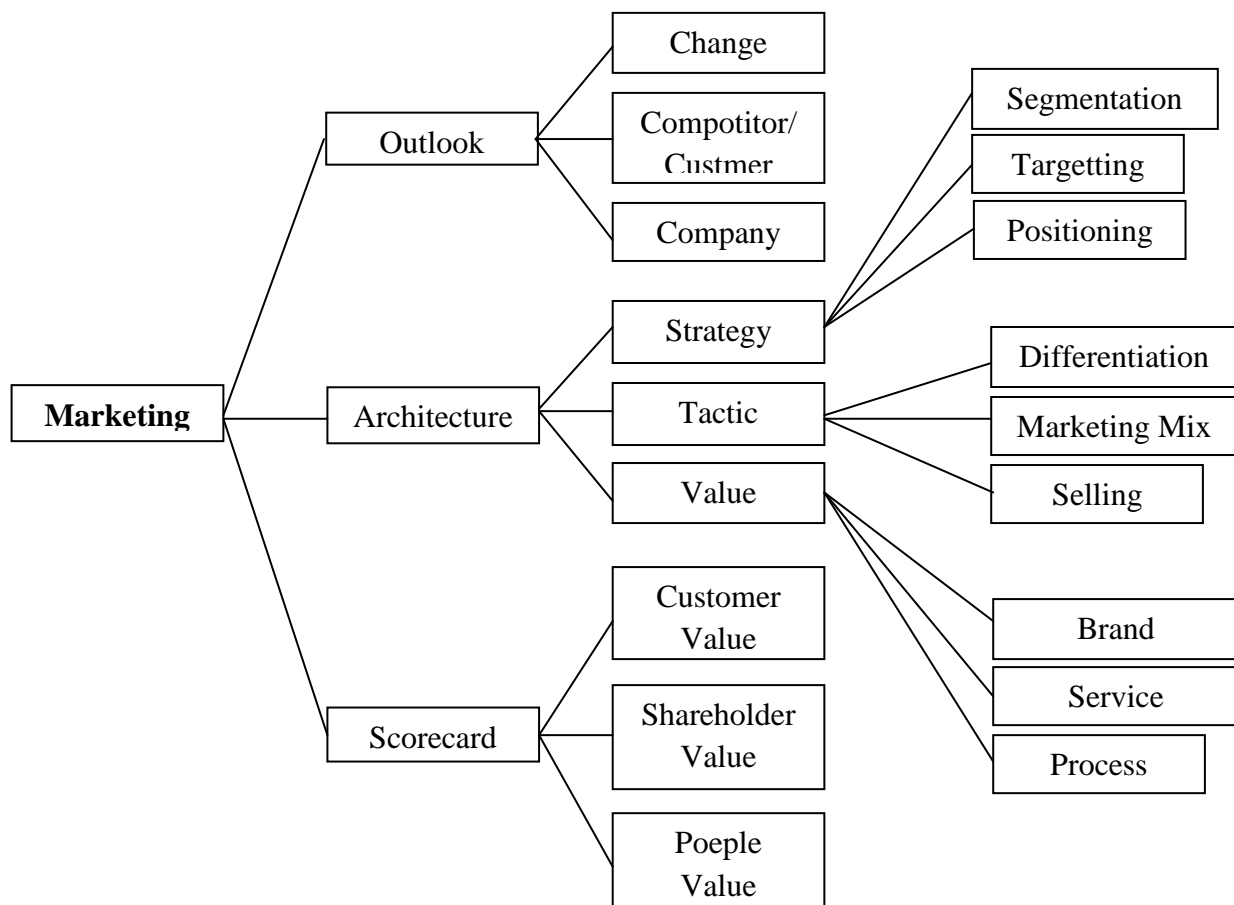 Change
Compotitor/
Custmer
Company
Outlook
Segmentation
Targetting
Positioning
Marketing
Architecture
Strategy
Tactic
Value
Differentiation
Marketing Mix
Selling
Brand
Service
Process
Scorecard
Customer
Value
Shareholder
Value
Poeple
Value